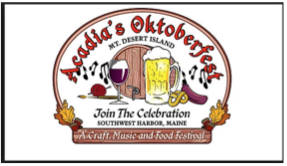 Acadia's Oktoberfest
MT. DESERT ISLAND
Join The Celebration
SOUTHWEST HARBOR, MAINE
A Craft, Music and Food Festival